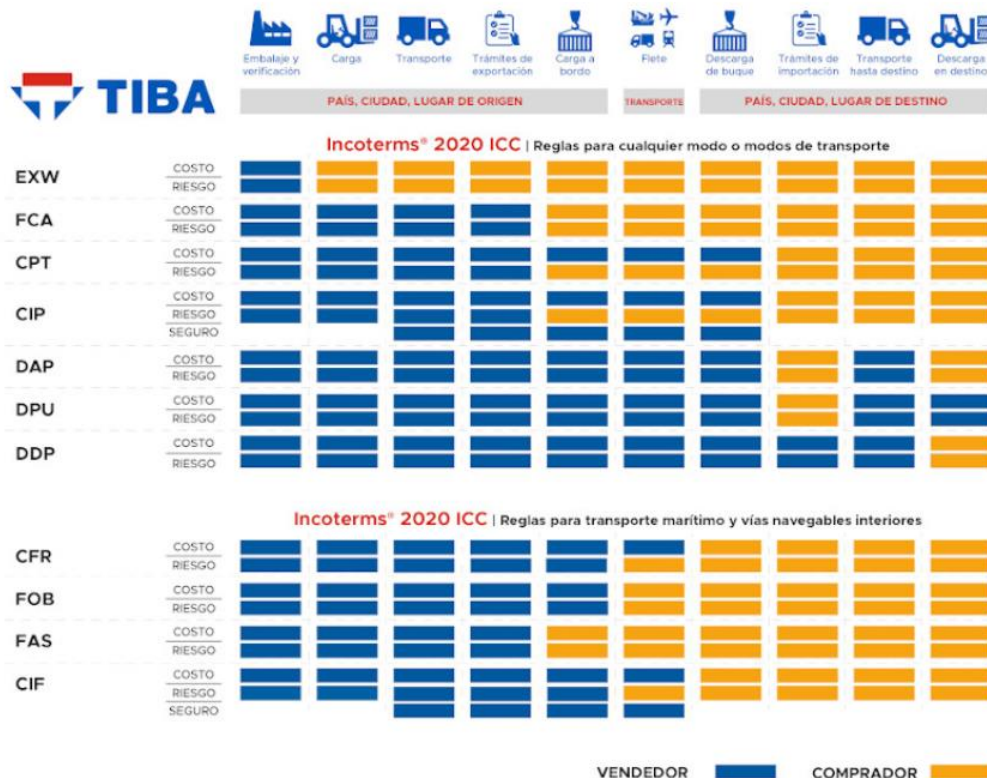 Embalaje y verificación
Carga
Transporte
Trámites de exportación
Carga a bordo
Flete
Descarga de buque
Trámites de importación
Transporte hasta destino
Descarga en destino
TIBA
PAÍS, CIUDAD, LUGAR DE ORIGEN
TRANSPORTE
PAÍS, CIUDAD, LUGAR DE DESTINO
Incoterms® 2020 ICC | Reglas para cualquier modo o modos de transporte
EXW
COSTO
RIESGO
FCA
COSTO
RIESGO
CPT
COSTO
RIESGO
CIP
COSTO
RIESGO
SEGURO
DAP
COSTO
RIESGO
DPU
COSTO
RIESGO
DDP
COSTO
RIESGO
Incoterms® 2020 ICC | Reglas para transporte marítimo y vías navegables interiores
CFR
COSTO
RIESGO
FOB
COSTO
RIESGO
FAS
COSTO
RIESGO
CIF
COSTO
RIESGO
SEGURO
VENDEDOR
COMPRADOR